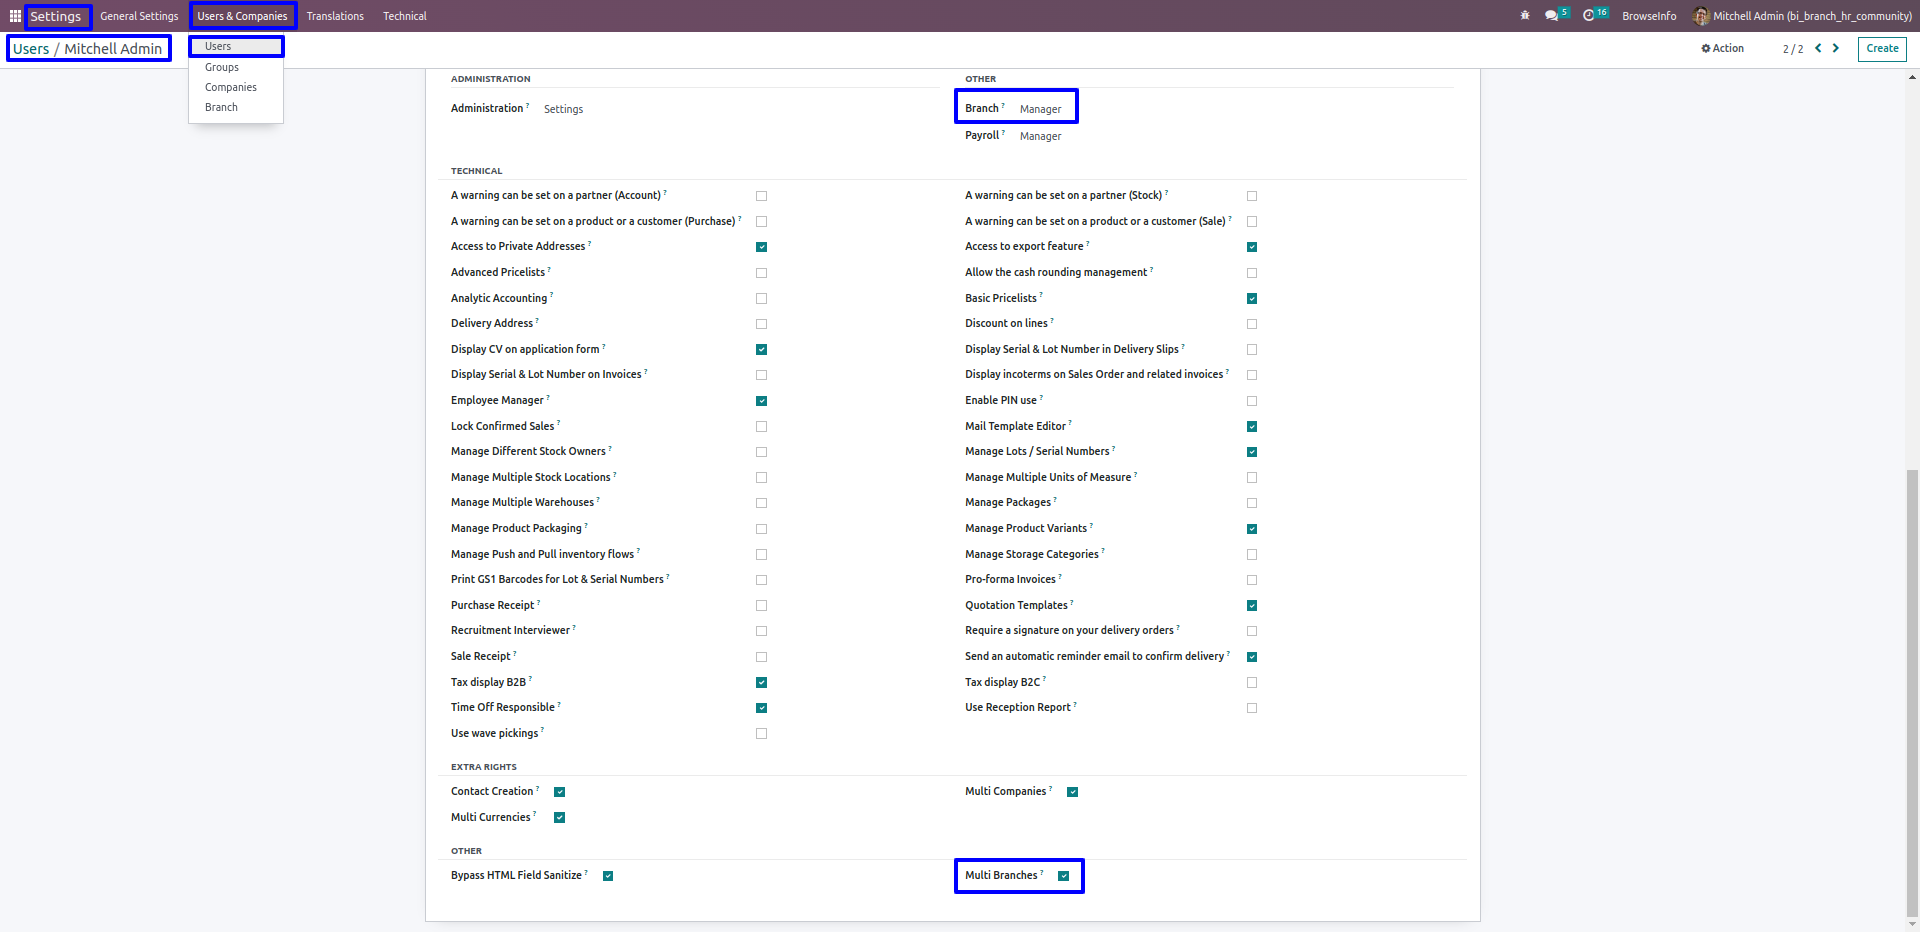 Settings General Settings Users & Companies Translations Technical 5 16 BrowseInfo Mitchell Admin (bi_branch_hr_community)
Users / Mitchell Admin Action 2 / 2 Create
Users
Groups
Companies
Branch
ADMINISTRATION OTHER
Administration ? Settings Branch ? Manager
Payroll ? Manager
TECHNICAL
A warning can be set on a partner (Account) ? A warning can be set on a partner (Stock) ?
A warning can be set on a product or a customer (Purchase) ? A warning can be set on a product or a customer (Sale) ?
Access to Private Addresses ? Access to export feature ?
Advanced Pricelists ? Allow the cash rounding management ?
Analytic Accounting ? Basic Pricelists ?
Delivery Address ? Discount on lines ?
Display CV on application form ? Display Serial & Lot Number in Delivery Slips ?
Display Serial & Lot Number on Invoices ? Display incoterms on Sales Order and related invoices ?
Employee Manager ? Enable PIN use ?
Lock Confirmed Sales ? Mail Template Editor ?
Manage Different Stock Owners ? Manage Lots / Serial Numbers ?
Manage Multiple Stock Locations ? Manage Multiple Units of Measure ?
Manage Multiple Warehouses ? Manage Packages ?
Manage Product Packaging ? Manage Product Variants ?
Manage Push and Pull inventory flows ? Manage Storage Categories ?
Print GS1 Barcodes for Lot & Serial Numbers ? Pro-forma Invoices ?
Purchase Receipt ? Quotation Templates ?
Recruitment Interviewer ? Require a signature on your delivery orders ?
Sale Receipt ? Send an automatic reminder email to confirm delivery ?
Tax display B2B ? Tax display B2C ?
Time Off Responsible ? Use Reception Report ?
Use wave pickings ?
EXTRA RIGHTS
Contact Creation ? Multi Companies ?
Multi Currencies ?
OTHER
Bypass HTML Field Sanitize ? Multi Branches ?